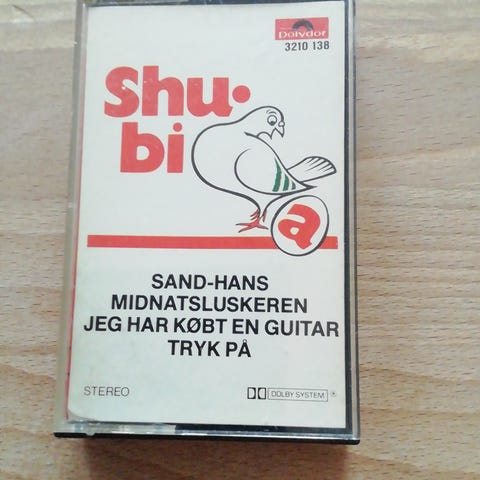 Polydor
3210 138
Shu·
bi
a
SAND-HANS
MIDNATSLUSKEREN
JEG HAR KØBT EN GUITAR
TRYK PÅ
STEREO
DOLBY SYSTEM ®